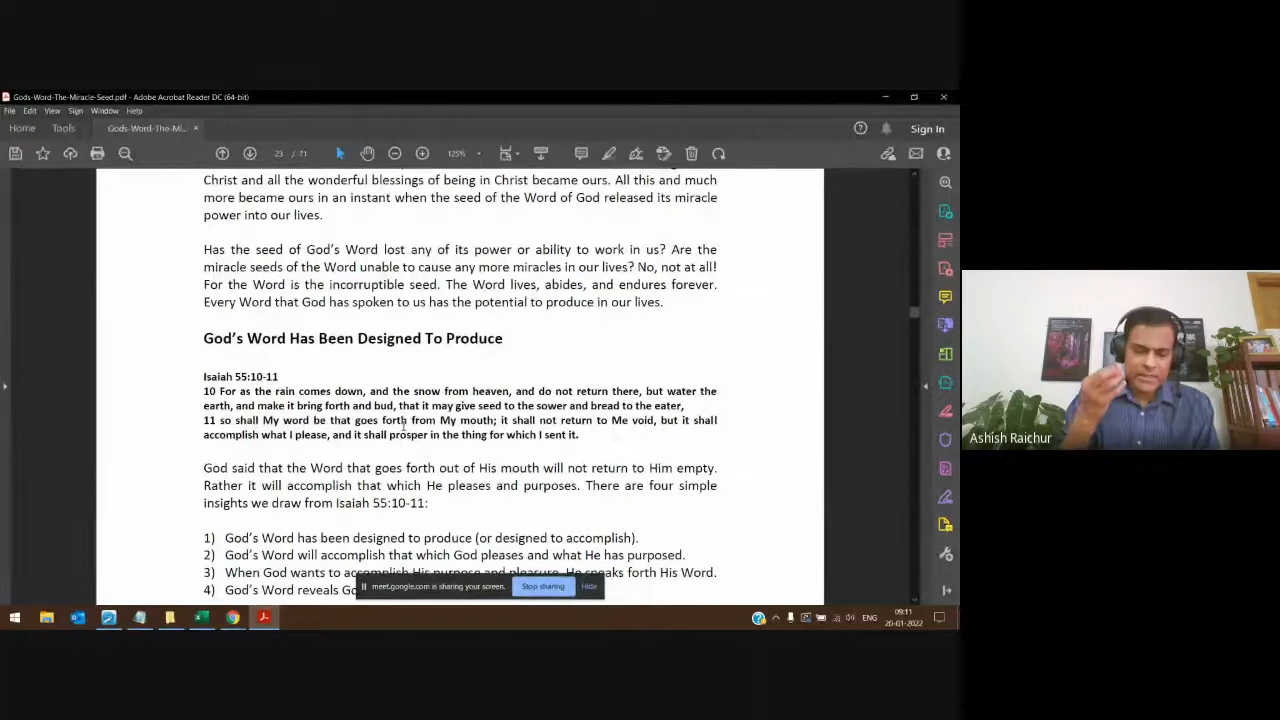 Gods-Word-The-Miracle-Seed.pdf - Adobe Acrobat Reader DC (64-bit)
File Edit View Sign Window Help
Home Tools Gods-Word-The-Mi... × Sign In
23 / 71 125%
Christ and all the wonderful blessings of being in Christ became ours. All this and much
more became ours in an instant when the seed of the Word of God released its miracle
power into our lives.
Has the seed of God's Word lost any of its power or ability to work in us? Are the
miracle seeds of the Word unable to cause any more miracles in our lives? No, not at all!
For the Word is the incorruptible seed. The Word lives, abides, and endures forever.
Every Word that God has spoken to us has the potential to produce in our lives.
God's Word Has Been Designed To Produce
Isaiah 55:10-11
10 For as the rain comes down, and the snow from heaven, and do not return there, but water the
earth, and make it bring forth and bud, that it may give seed to the sower and bread to the eater,
11 so shall My word be that goes forth from My mouth; it shall not return to Me void, but it shall
accomplish what I please, and it shall prosper in the thing for which I sent it.
God said that the Word that goes forth out of His mouth will not return to Him empty.
Rather it will accomplish that which He pleases and purposes. There are four simple
insights we draw from Isaiah 55:10-11:
1) God's Word has been designed to produce (or designed to accomplish).
2) God's Word will accomplish that which God pleases and what He has purposed.
3) When God wants to accomplish His purpose and pleasure, He speaks forth His Word.
4) God's Word reveals
meet.google.com is sharing your screen. Stop sharing Hide
ENG 09:11
20-01-2022
Ashish Raichur